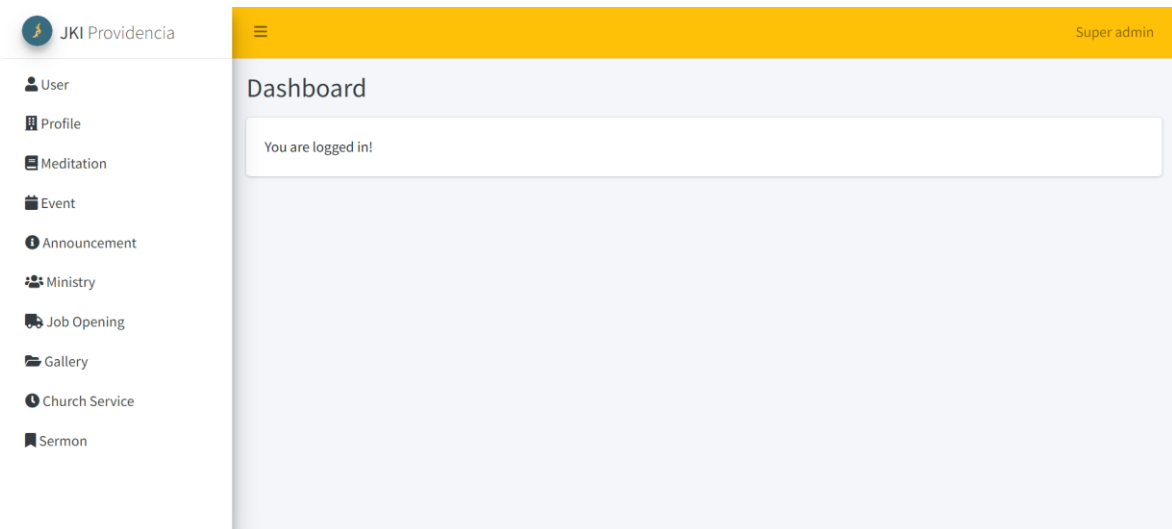 JKI Providencia
Super admin
User
Profile
Meditation
Event
Announcement
Ministry
Job Opening
Gallery
Church Service
Sermon
Dashboard
You are logged in!